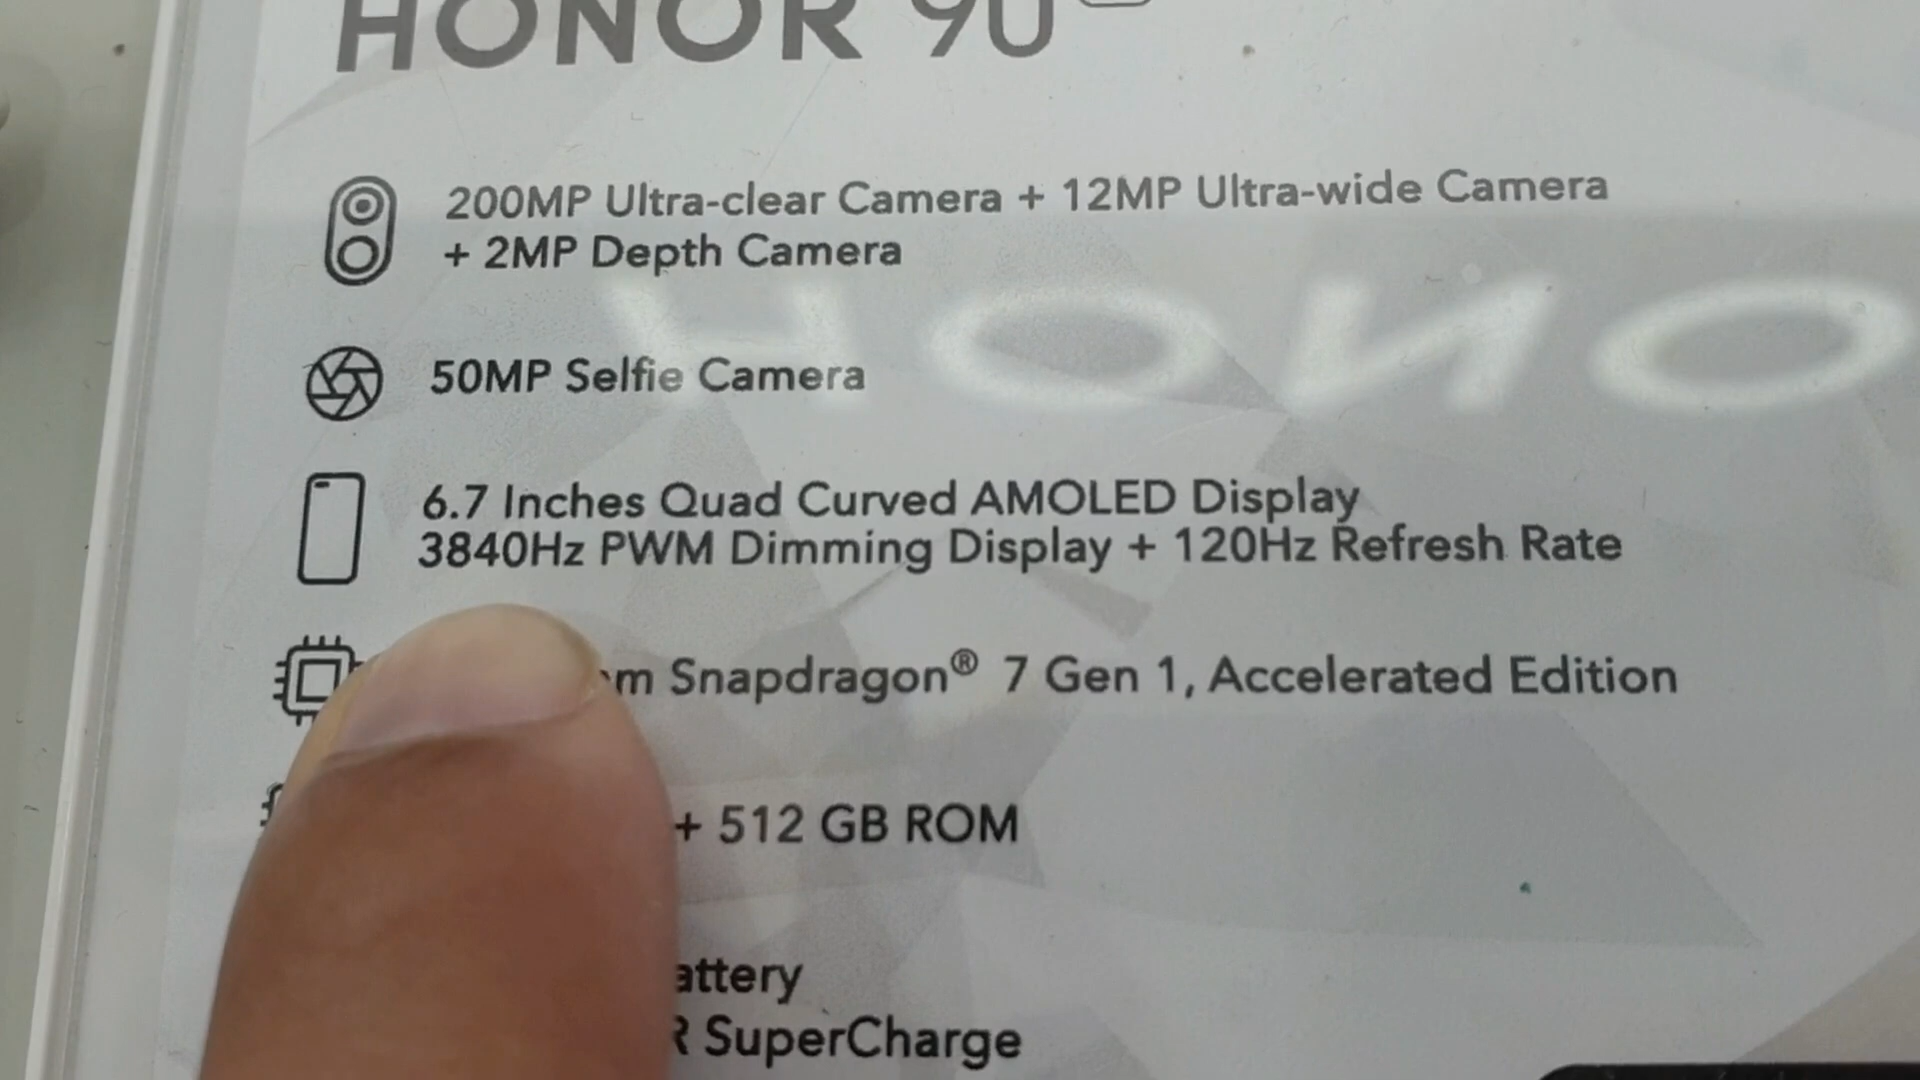 HONOR 90
200MP Ultra-clear Camera + 12MP Ultra-wide Camera
+ 2MP Depth Camera
50MP Selfie Camera
6.7 Inches Quad Curved AMOLED Display
3840Hz PWM Dimming Display + 120Hz Refresh Rate
Snapdragon® 7 Gen 1, Accelerated Edition
+ 512 GB ROM
SuperCharge